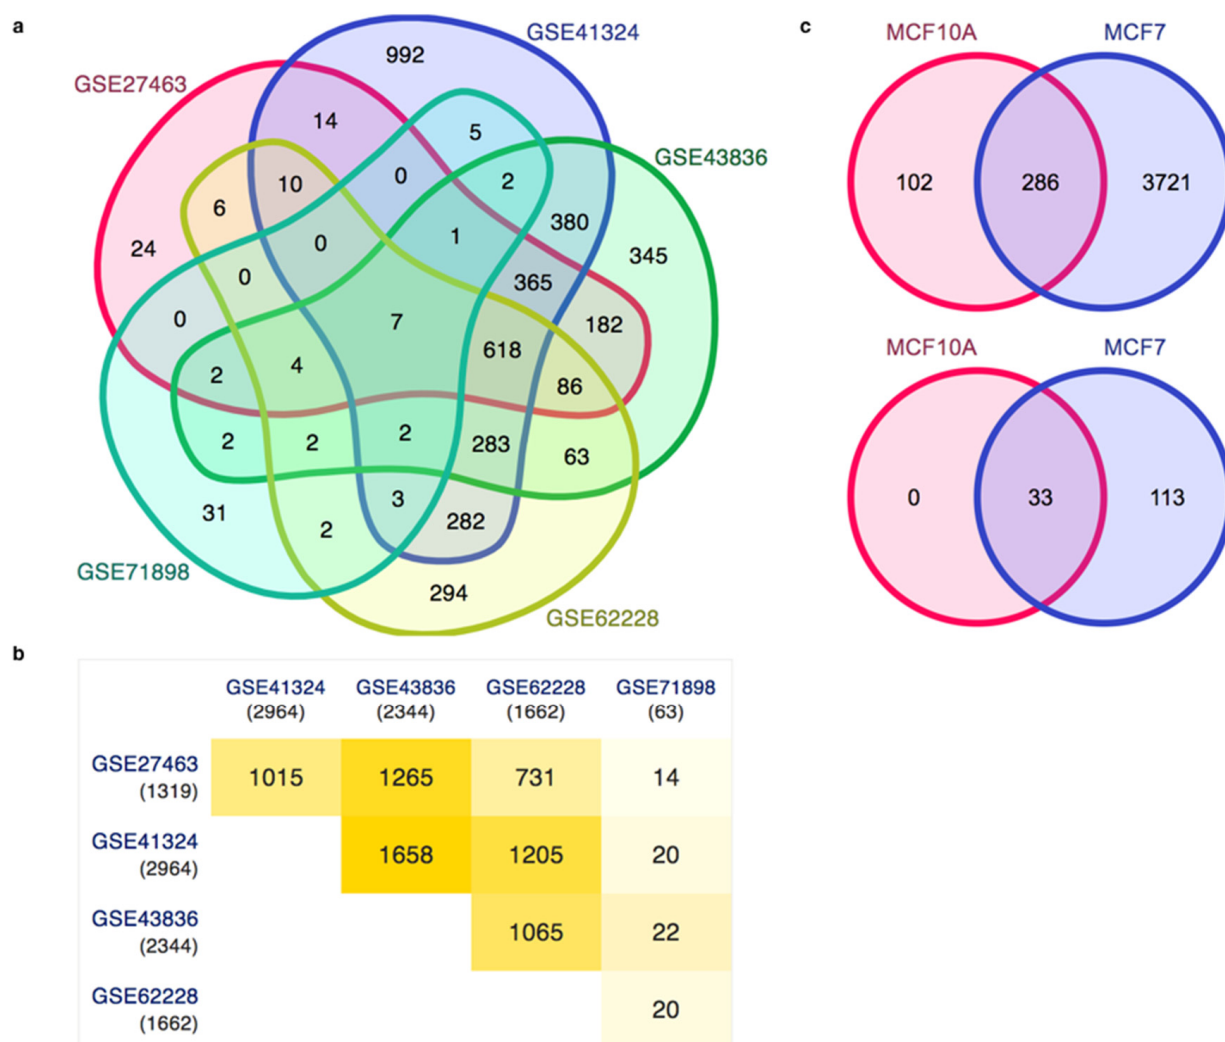 a
GSE41324
992
GSE27463
14
5
GSE43836
10
0
2
6
380
24
0
1
345
0
365
0
7
182
618
2
4
86
2
2
2
283
63
31
2
3
282
GSE71898
294
GSE62228
b
GSE41324 GSE43836 GSE62228 GSE71898
(2964) (2344) (1662) (63)
GSE27463
(1319)
1015 1265 731 14
GSE41324
(2964)
1658 1205 20
GSE43836
(2344)
1065 22
GSE62228
(1662)
20
c
MCF10A MCF7
102 286 3721
MCF10A MCF7
0 33 113